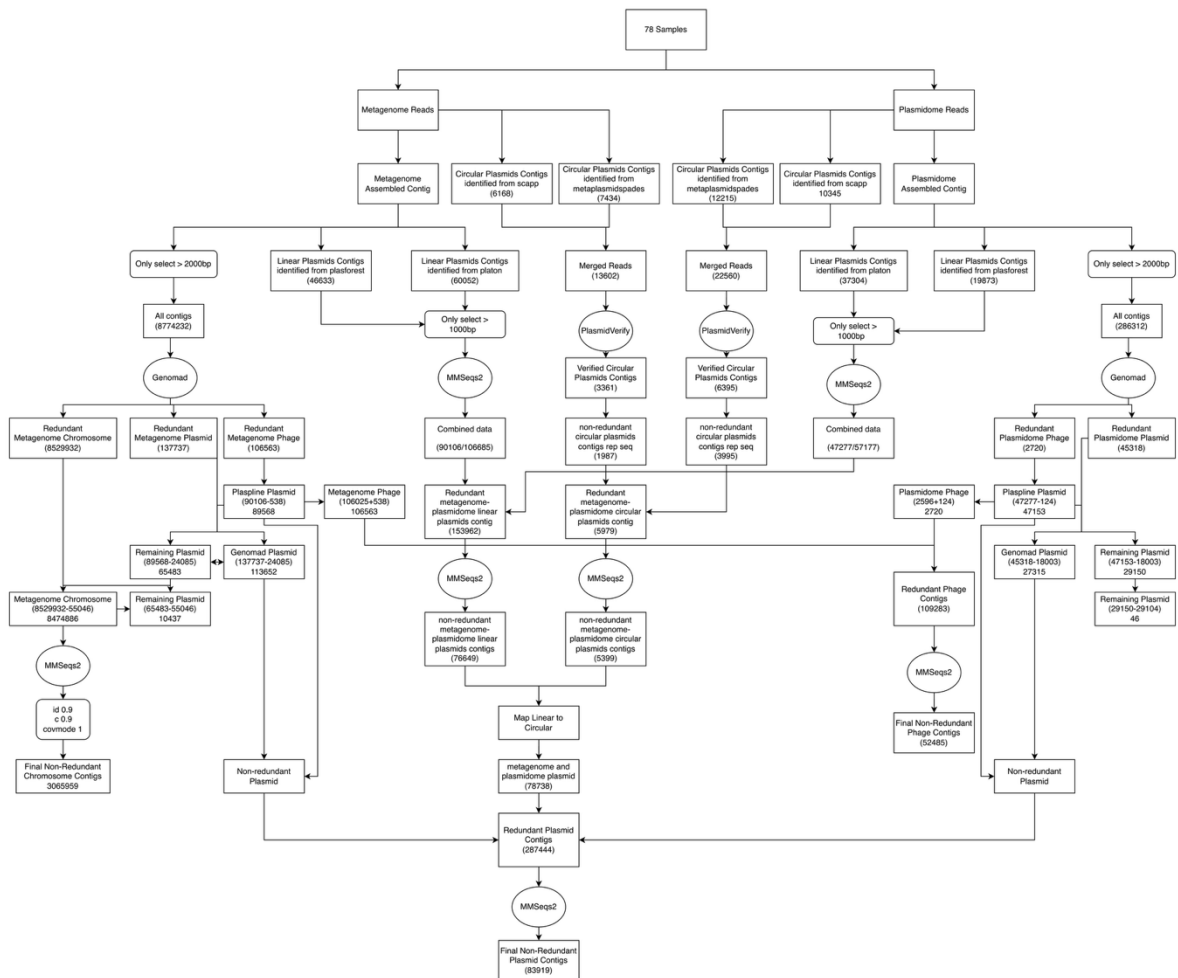 78 Samples
Metagenome Reads
Plasmidome Reads
Metagenome
Assembled Contig
Circular Plasmids Contigs
identified from scapp
(6168)
Circular Plasmids Contigs
identified from
metaplasmidspades
(7434)
Circular Plasmids Contigs
identified from
metaplasmidspades
(12215)
Circular Plasmids Contigs
identified from scapp
10345
Plasmidome
Assembled Contig
Only select > 2000bp
Linear Plasmids Contigs
identified from plasforest
(46633)
Linear Plasmids Contigs
identified from platon
(60052)
Merged Reads
(13602)
Merged Reads
(22560)
Linear Plasmids Contigs
identified from platon
(37304)
Linear Plasmids Contigs
identified from plasforest
(19873)
Only select > 2000bp
All contigs
(8774232)
Only select >
1000bp
PlasmidVerify
PlasmidVerify
Only select >
1000bp
All contigs
(286312)
Genomad
MMSeqs2
Verified Circular
Plasmids Contigs
(3361)
Verified Circular
Plasmids Contigs
(6395)
MMSeqs2
Genomad
Redundant
Metagenome Chromosome
(8529932)
Redundant
Metagenome Plasmid
(137737)
Redundant
Metagenome Phage
(106563)
Combined data
(90106/106685)
non-redundant
circular plasmids
contigs rep seq
(1987)
non-redundant
circular plasmids
contigs rep seq
(3995)
Combined data
(47277/57177)
Redundant
Plasmidome Phage
(2720)
Redundant
Plasmidome Plasmid
(45318)
Plaspline Plasmid
(90106-538)
89568
Metagenome Phage
(106025+538)
106563
Redundant
metagenome-
plasmidome linear
plasmids contig
(153962)
Redundant metagenome-
plasmidome circular
plasmids contig
(5979)
Plasmidome Phage
(2596+124)
2720
Plaspline Plasmid
(47277-124)
47153
Remaining Plasmid
(89568-24085)
65483
Genomad Plasmid
(137737-24085)
113652
Genomad Plasmid
(45318-18003)
27315
Remaining Plasmid
(47153-18003)
29150
Metagenome Chromosome
(8529932-55046)
8474886
Remaining Plasmid
(65483-55046)
10437
MMSeqs2
MMSeqs2
Redundant Phage
Contigs
(109283)
Remaining Plasmid
(29150-29104)
46
MMSeqs2
non-redundant
metagenome-
plasmidome linear
plasmids contigs
(76649)
non-redundant
metagenome-
plasmidome circular
plasmids contigs
(5399)
MMSeqs2
id 0.9
c 0.9
covmode 1
Map Linear to
Circular
Final Non-Redundant
Phage Contigs
(52485)
Final Non-Redundant
Chromosome Contigs
3065959
Non-redundant
Plasmid
metagenome and
plasmidome plasmid
(78738)
Non-redundant
Plasmid
Redundant Plasmid
Contigs
(287444)
MMSeqs2
Final Non-Redundant
Plasmid Contigs
(83919)